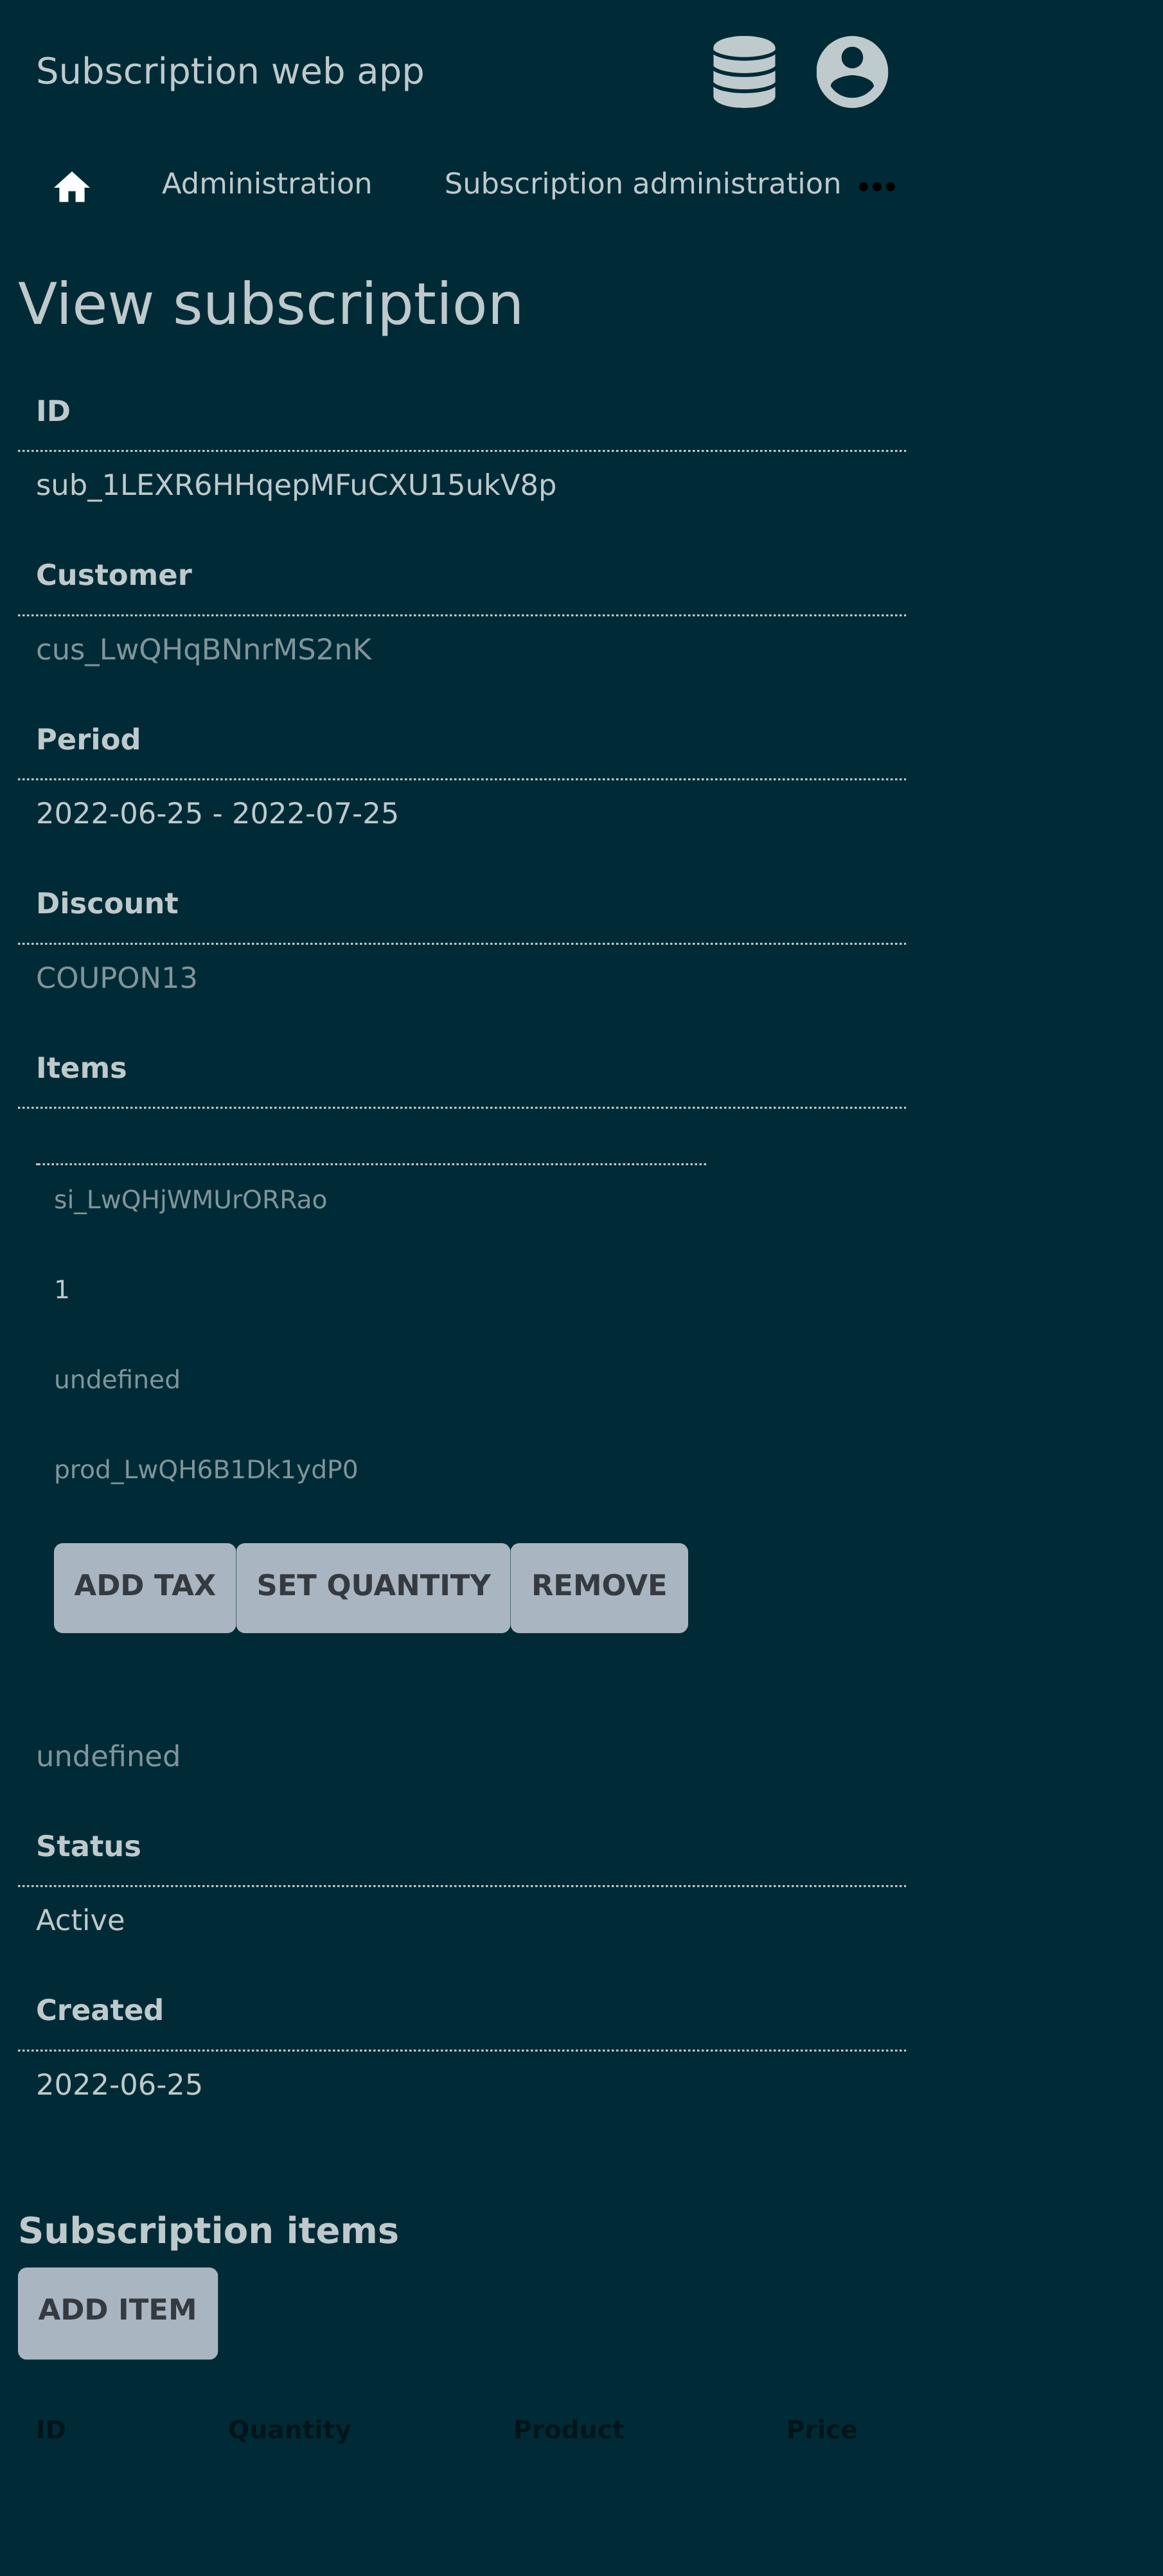 Subscription web app
Administration Subscription administration
View subscription
ID
sub_1LEXR6HHqepMFuCXU15ukV8p
Customer
cus_LwQHqBNnrMS2nK
Period
2022-06-25 - 2022-07-25
Discount
COUPON13
Items
si_LwQHjWMUrORRao
1
undefined
prod_LwQH6B1Dk1ydP0
ADD TAX SET QUANTITY REMOVE
undefined
Status
Active
Created
2022-06-25
Subscription items
ADD ITEM
ID Quantity Product Price